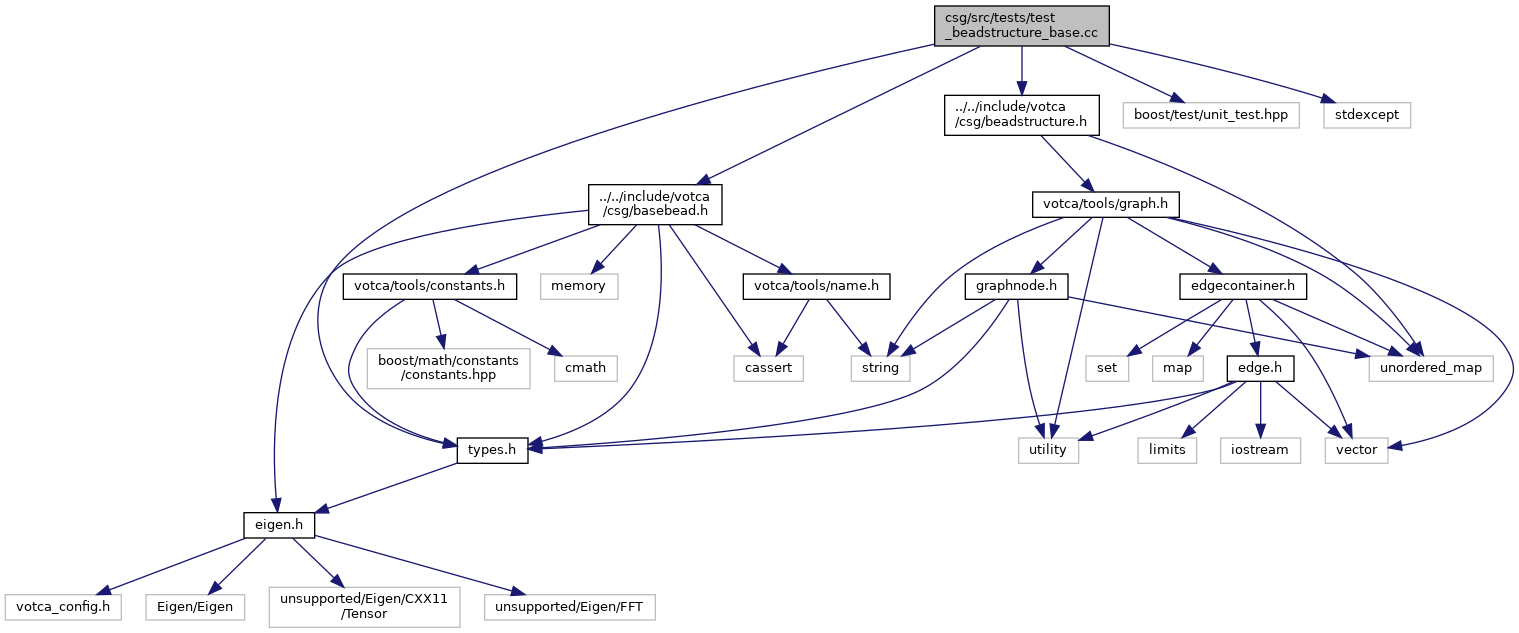 csg/src/tests/test
_beadstructure_base.cc
../../include/votca
/csg/beadstructure.h
boost/test/unit_test.hpp
stdexcept
../../include/votca
/csg/basebead.h
votca/tools/graph.h
votca/tools/constants.h
memory
votca/tools/name.h
graphnode.h
edgecontainer.h
boost/math/constants
/constants.hpp
cmath
cassert
string
set
map
edge.h
unordered_map
types.h
utility
limits
iostream
vector
eigen.h
votca_config.h
Eigen/Eigen
unsupported/Eigen/CXX11
/Tensor
unsupported/Eigen/FFT